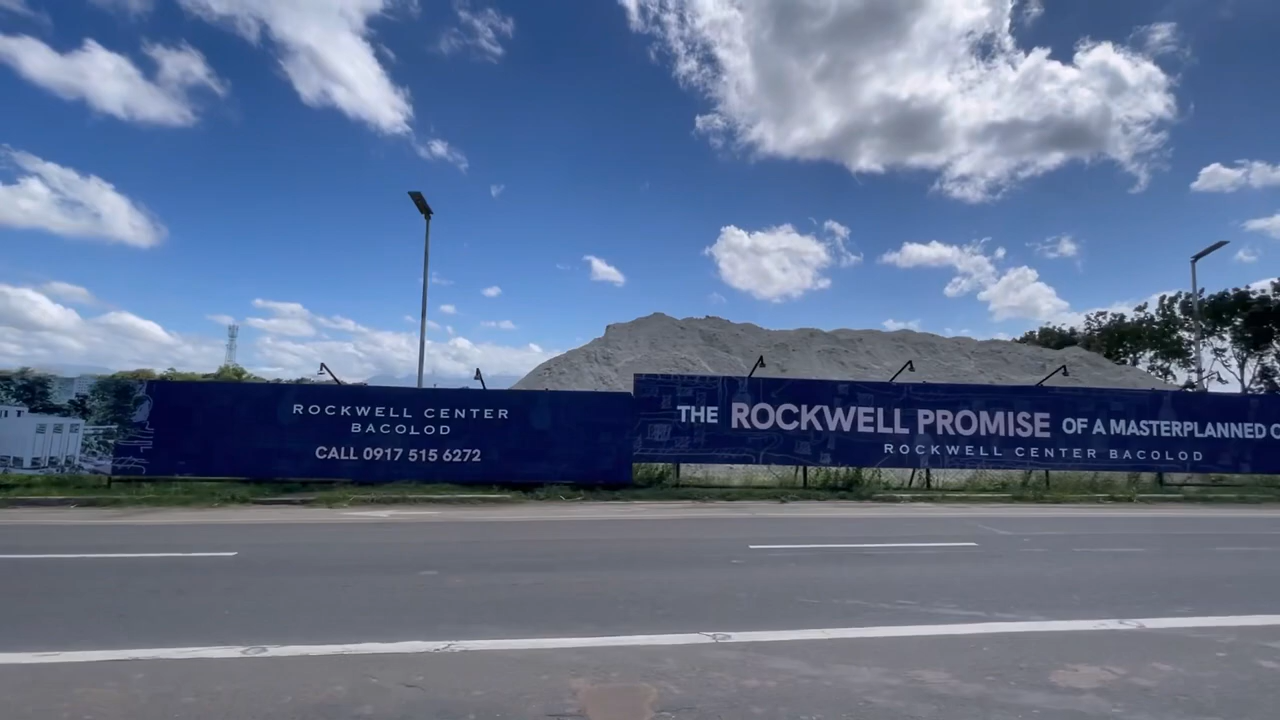 ROCKWELL CENTER
BACOLOD
CALL 0917 515 6272
THE ROCKWELL PROMISE OF A MASTERPLANNED
ROCKWELL CENTER BACOLOD